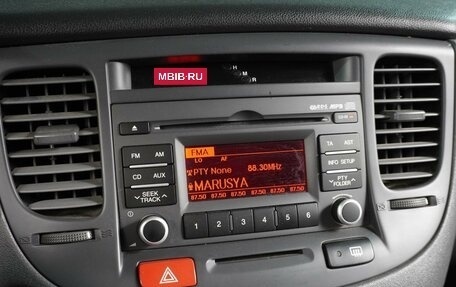 MBIB-RU
H
M
R
MP3
FM AM
CD AUX
SEEK
TRACK
FMA
LO AF
PTY None 88.30MHz
MARUSYA
87.50 87.50 87.50 87.50 87.50 87.50
1 2 3 4 5 6
TA AST
INFO SETUP
PTY
FOLDER